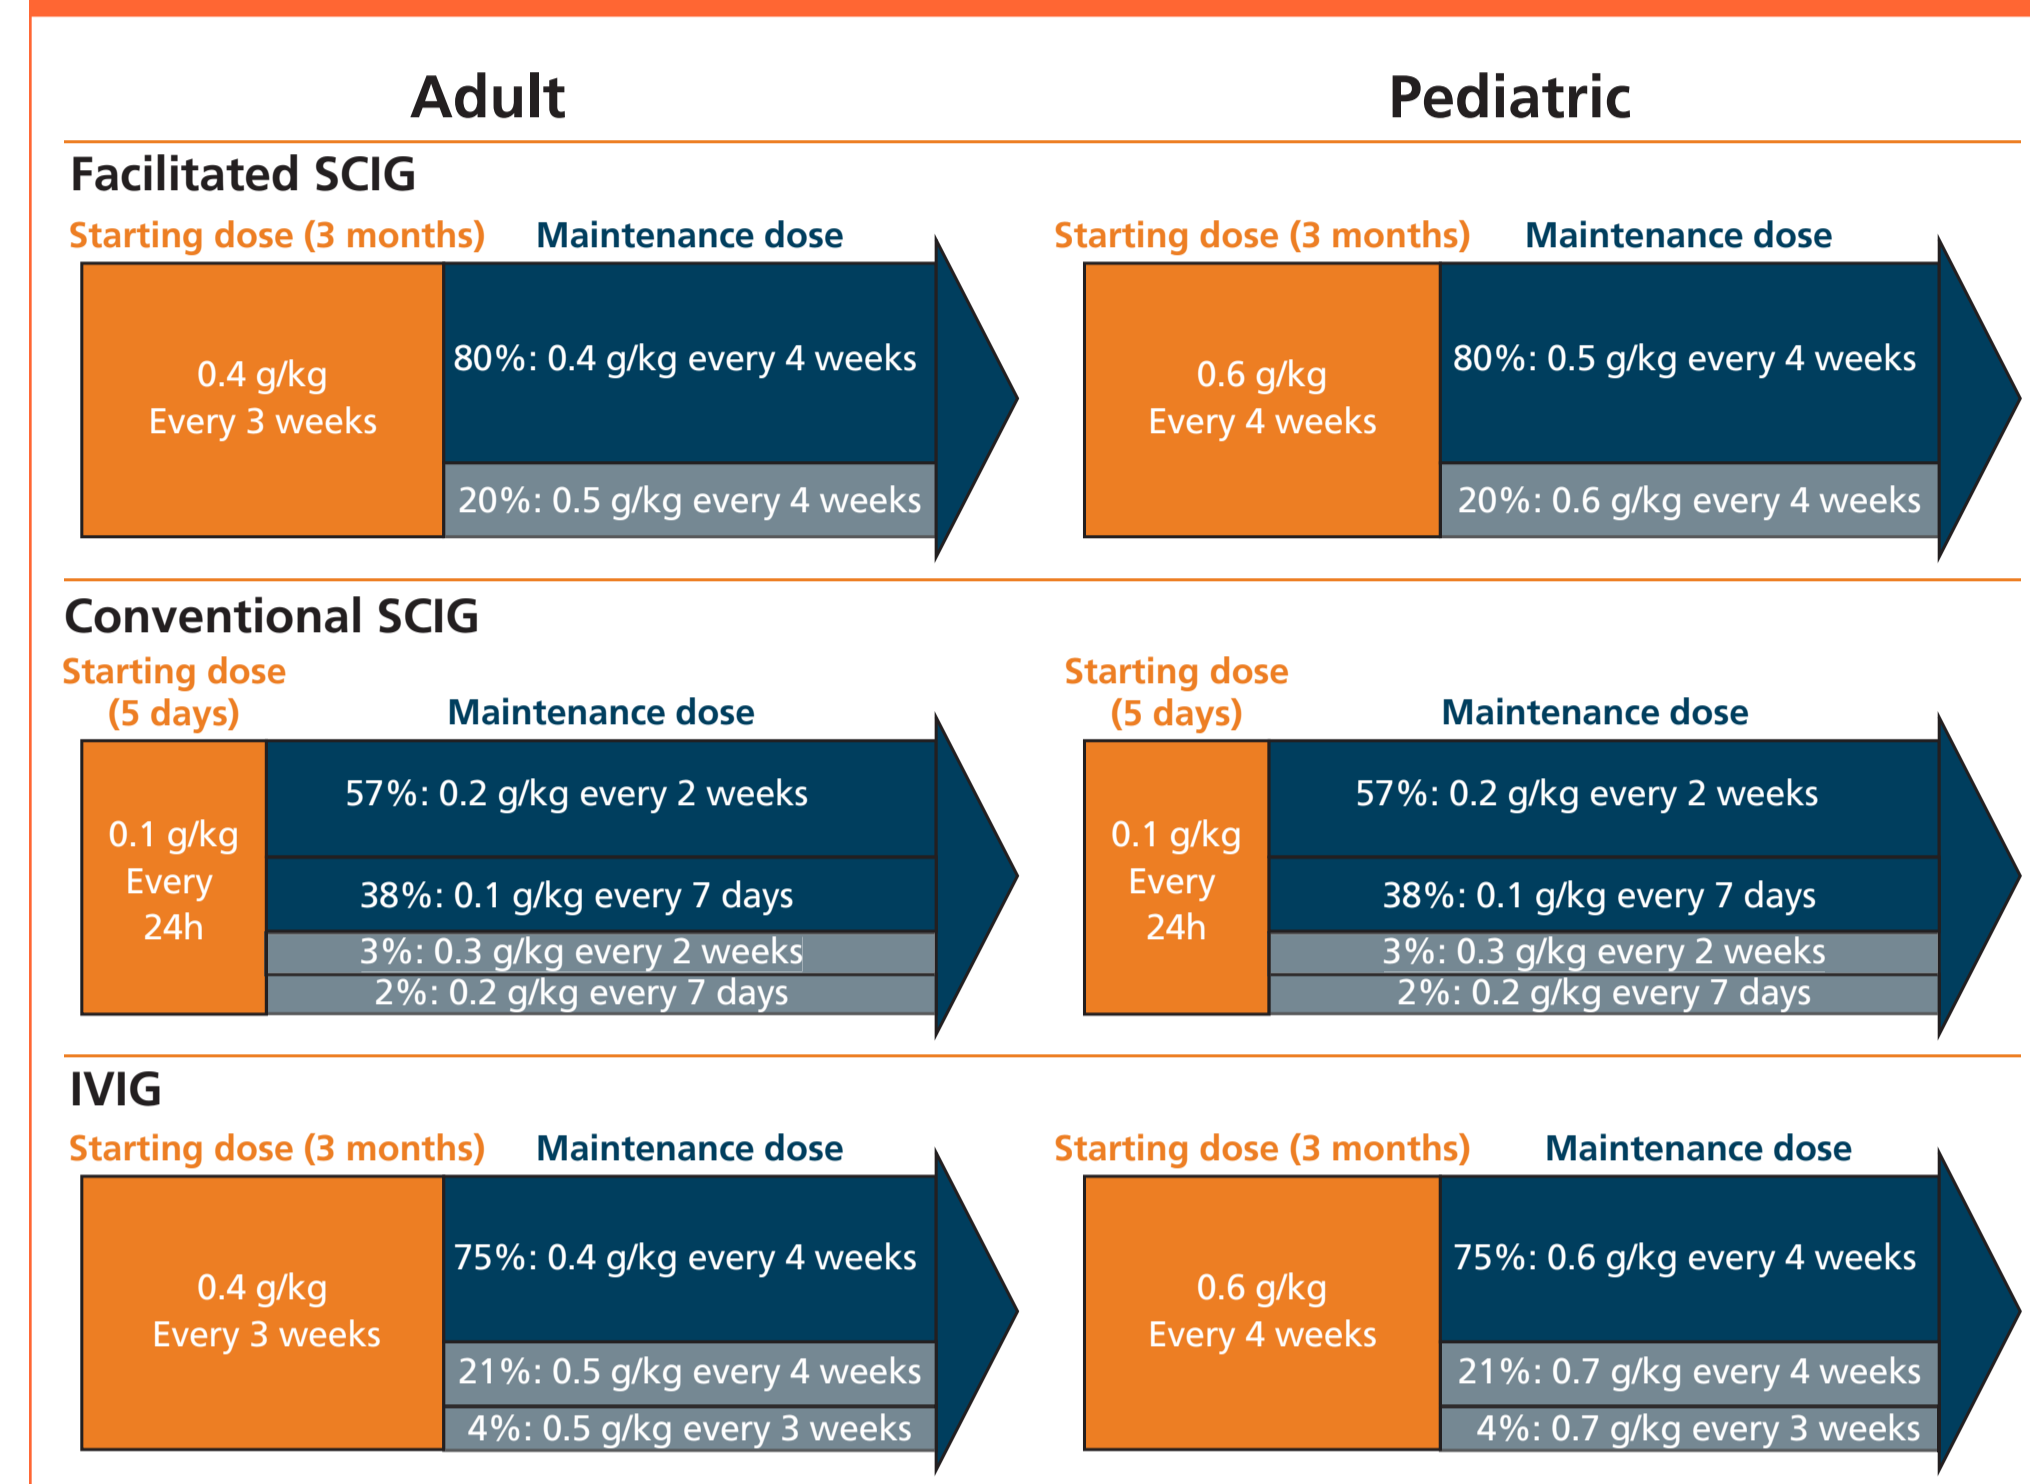 Adult
Pediatric
Facilitated SCIG
Starting dose (3 months)
Maintenance dose
0.4 g/kg
Every 3 weeks
80%: 0.4 g/kg every 4 weeks
20%: 0.5 g/kg every 4 weeks
Starting dose (3 months)
Maintenance dose
0.6 g/kg
Every 4 weeks
80%: 0.5 g/kg every 4 weeks
20%: 0.6 g/kg every 4 weeks
Conventional SCIG
Starting dose
(5 days)
Maintenance dose
0.1 g/kg
Every
24h
57%: 0.2 g/kg every 2 weeks
38%: 0.1 g/kg every 7 days
3%: 0.3 g/kg every 2 weeks
2%: 0.2 g/kg every 7 days
Starting dose
(5 days)
Maintenance dose
0.1 g/kg
Every
24h
57%: 0.2 g/kg every 2 weeks
38%: 0.1 g/kg every 7 days
3%: 0.3 g/kg every 2 weeks
2%: 0.2 g/kg every 7 days
IVIG
Starting dose (3 months)
Maintenance dose
0.4 g/kg
Every 3 weeks
75%: 0.4 g/kg every 4 weeks
21%: 0.5 g/kg every 4 weeks
4%: 0.5 g/kg every 3 weeks
Starting dose (3 months)
Maintenance dose
0.6 g/kg
Every 4 weeks
75%: 0.6 g/kg every 4 weeks
21%: 0.7 g/kg every 4 weeks
4%: 0.7 g/kg every 3 weeks